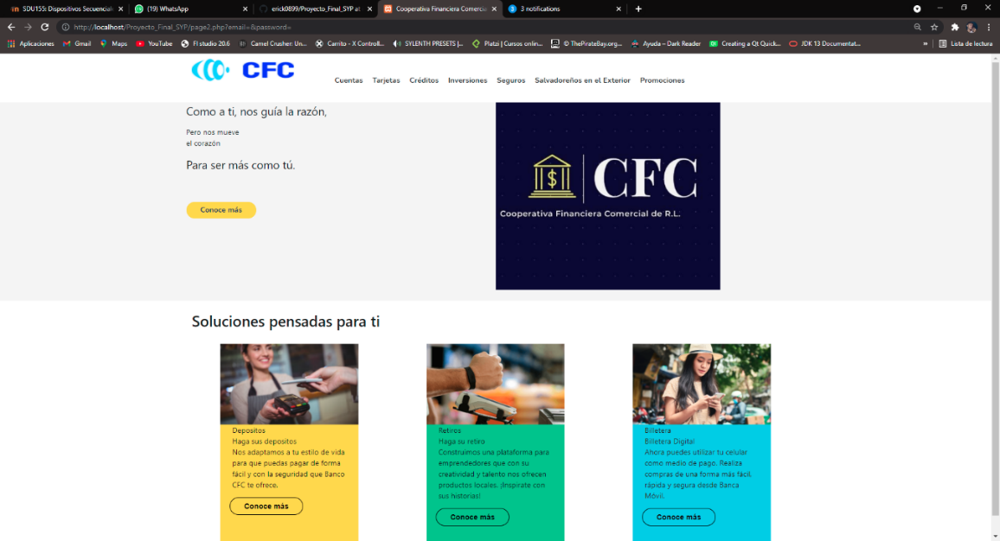 SDU155: Dispositivos Secuencial
(19) WhatsApp
erick0899/Proyecto_Final_SYP at
Cooperativa Financiera Comercia
3 notifications
http://localhost/Proyecto_Final_SYP/page2.php?email=&password=
Aplicaciones
Gmail
Maps
YouTube
Fl studio 20.6
Camel Crusher: Un...
Carrito - X Controll...
SYLENTH PRESETS |...
Platzi | Cursos onlin...
© ThePirateBay.org...
Ayuda – Dark Reader
Creating a Qt Quick...
JDK 13 Documentat...
»
Lista de lectura
CFC
Cuentas
Tarjetas
Créditos
Inversiones
Seguros
Salvadoreños en el Exterior
Promociones
Como a ti, nos guía la razón,
Pero nos mueve
el corazón
Para ser más como tú.
Conoce más
CFC
Cooperativa Financiera Comercial de R.L.
Soluciones pensadas para ti
Depositos
Haga sus depositos
Nos adaptamos a tu estilo de vida
para que puedas pagar de forma
fácil y con la seguridad que Banco
CFC te ofrece.
Conoce más
Retiros
Haga su retiro
Construimos una plataforma para
emprendedores que con su
creatividad y talento nos ofrecen
productos locales. ¡Inspirate con
sus historias!
Conoce más
Billetera
Billetera Digital
Ahora puedes utilizar tu celular
como medio de pago. Realiza
compras de una forma más fácil,
rápida y segura desde Banca
Móvil.
Conoce más